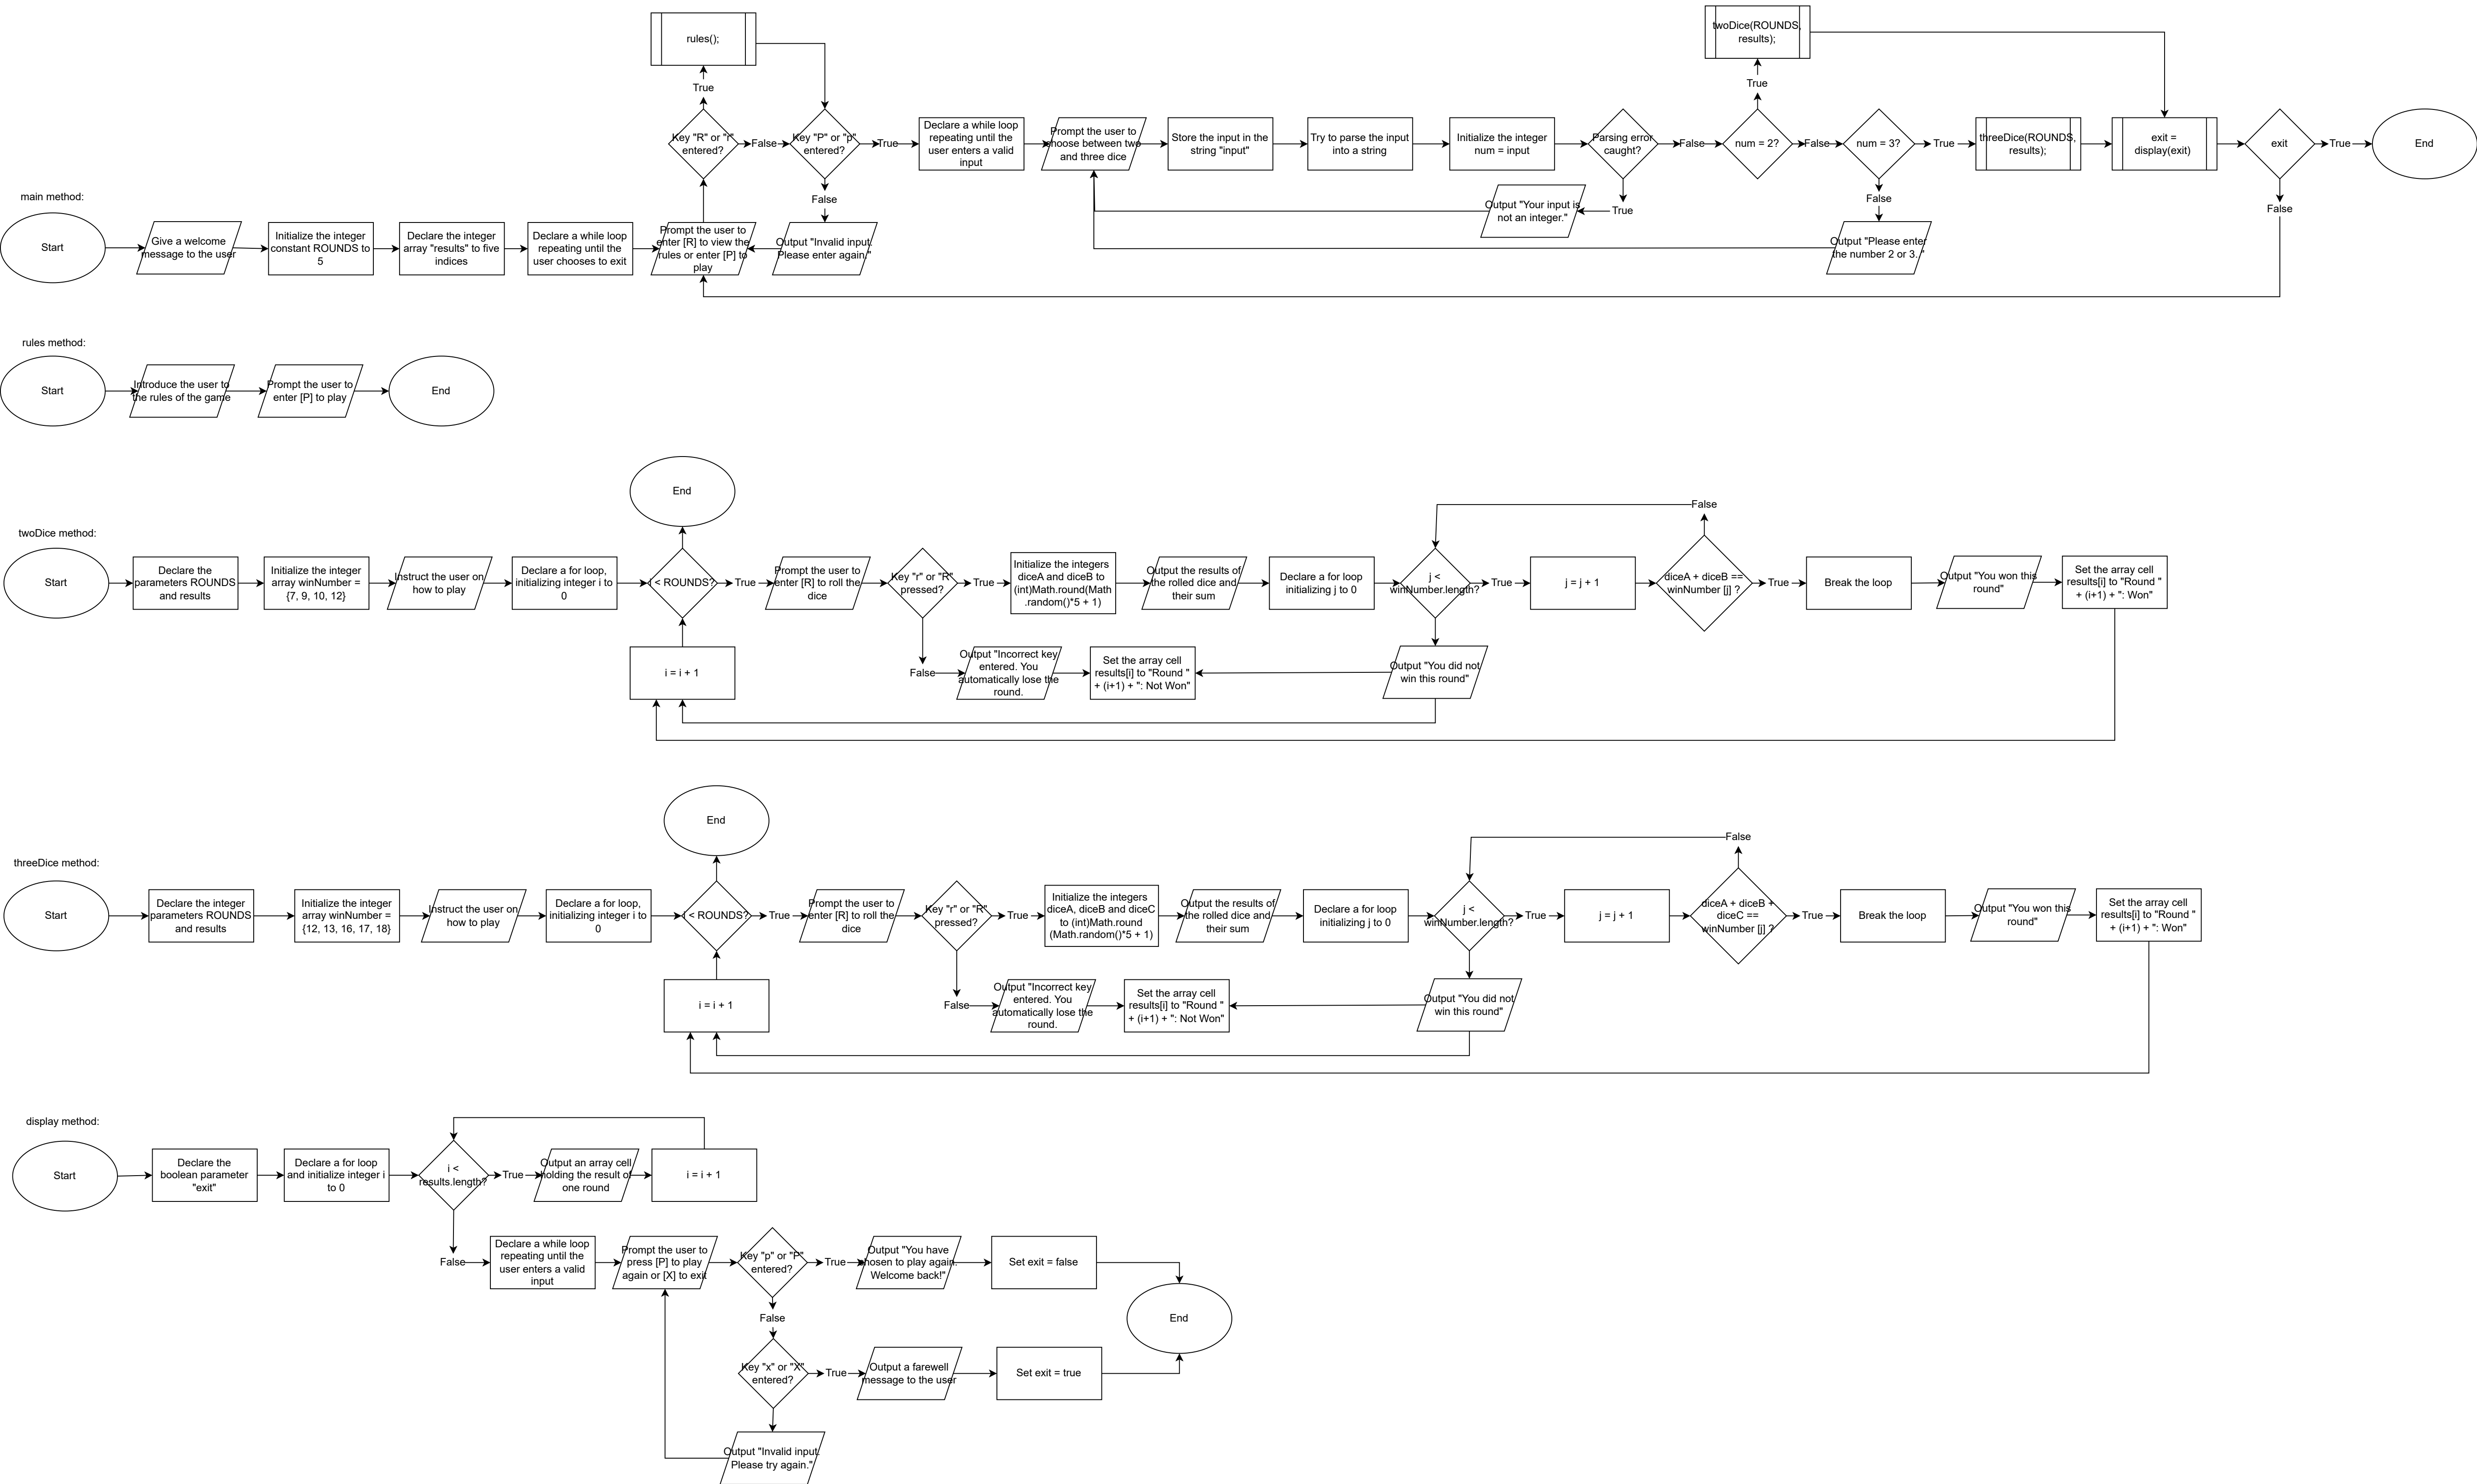 main method:
Start
Give a welcome
message to the user
Initialize the integer
constant ROUNDS to
5
Declare the integer
array "results" to five
indices
Declare a while loop
repeating until the
user chooses to exit
Prompt the user to
enter [R] to view the
rules or enter [P] to
play
Key "R" or "r"
entered?
True
rules();
False
Key "P" or "p"
entered?
False
Output "Invalid input.
Please enter again."
True
Declare a while loop
repeating until the
user enters a valid
input
Prompt the user to
choose between two
and three dice
Store the input in the
string "input"
Try to parse the input
into a string
Initialize the integer
num = input
Parsing error
caught?
True
Output "Your input is
not an integer."
False
num = 2?
True
twoDice(ROUNDS,
results);
False
num = 3?
False
Output "Please enter
the number 2 or 3. "
True
threeDice(ROUNDS,
results);
exit =
display(exit)
exit
False
True
End
rules method:
Start
Introduce the user to
the rules of the game
Prompt the user to
enter [P] to play
End
twoDice method:
Start
Declare the
parameters ROUNDS
and results
Initialize the integer
array winNumber =
{7, 9, 10, 12}
Instruct the user on
how to play
Declare a for loop,
initializing integer i to
0
< ROUNDS?
End
i = i + 1
True
Prompt the user to
enter [R] to roll the
dice
Key "r" or "R"
pressed?
False
Output "Incorrect key
entered. You
automatically lose the
round.
Set the array cell
results[i] to "Round "
+ (i+1) + ": Not Won"
True
Initialize the integers
diceA and diceB to
(int)Math.round(Math
.random()*5 + 1)
Output the results of
the rolled dice and
their sum
Declare a for loop
initializing j to 0
j <
winNumber.length?
Output "You did not
win this round"
True
j = j + 1
diceA + diceB ==
winNumber [j] ?
False
True
Break the loop
Output "You won this
round"
Set the array cell
results[i] to "Round "
+ (i+1) + ": Won"
threeDice method:
Start
Declare the integer
parameters ROUNDS
and results
Initialize the integer
array winNumber =
{12, 13, 16, 17, 18}
Instruct the user on
how to play
Declare a for loop,
initializing integer i to
0
< ROUNDS?
End
i = i + 1
True
Prompt the user to
enter [R] to roll the
dice
Key "r" or "R"
pressed?
False
Output "Incorrect key
entered. You
automatically lose the
round.
Set the array cell
results[i] to "Round "
+ (i+1) + ": Not Won"
True
Initialize the integers
diceA, diceB and diceC
to (int)Math.round
(Math.random()*5 + 1)
Output the results of
the rolled dice and
their sum
Declare a for loop
initializing j to 0
j <
winNumber.length?
Output "You did not
win this round"
True
j = j + 1
diceA + diceB +
diceC ==
winNumber [j] ?
False
True
Break the loop
Output "You won this
round"
Set the array cell
results[i] to "Round "
+ (i+1) + ": Won"
display method:
Start
Declare the
boolean parameter
"exit"
Declare a for loop
and initialize integer i
to 0
i <
results.length?
True
Output an array cell
holding the result of
one round
i = i + 1
False
Declare a while loop
repeating until the
user enters a valid
input
Prompt the user to
press [P] to play
again or [X] to exit
Key "p" or "P"
entered?
True
Output "You have
chosen to play again.
Welcome back!"
Set exit = false
End
False
Key "x" or "X"
entered?
True
Output a farewell
message to the user
Set exit = true
Output "Invalid input.
Please try again."